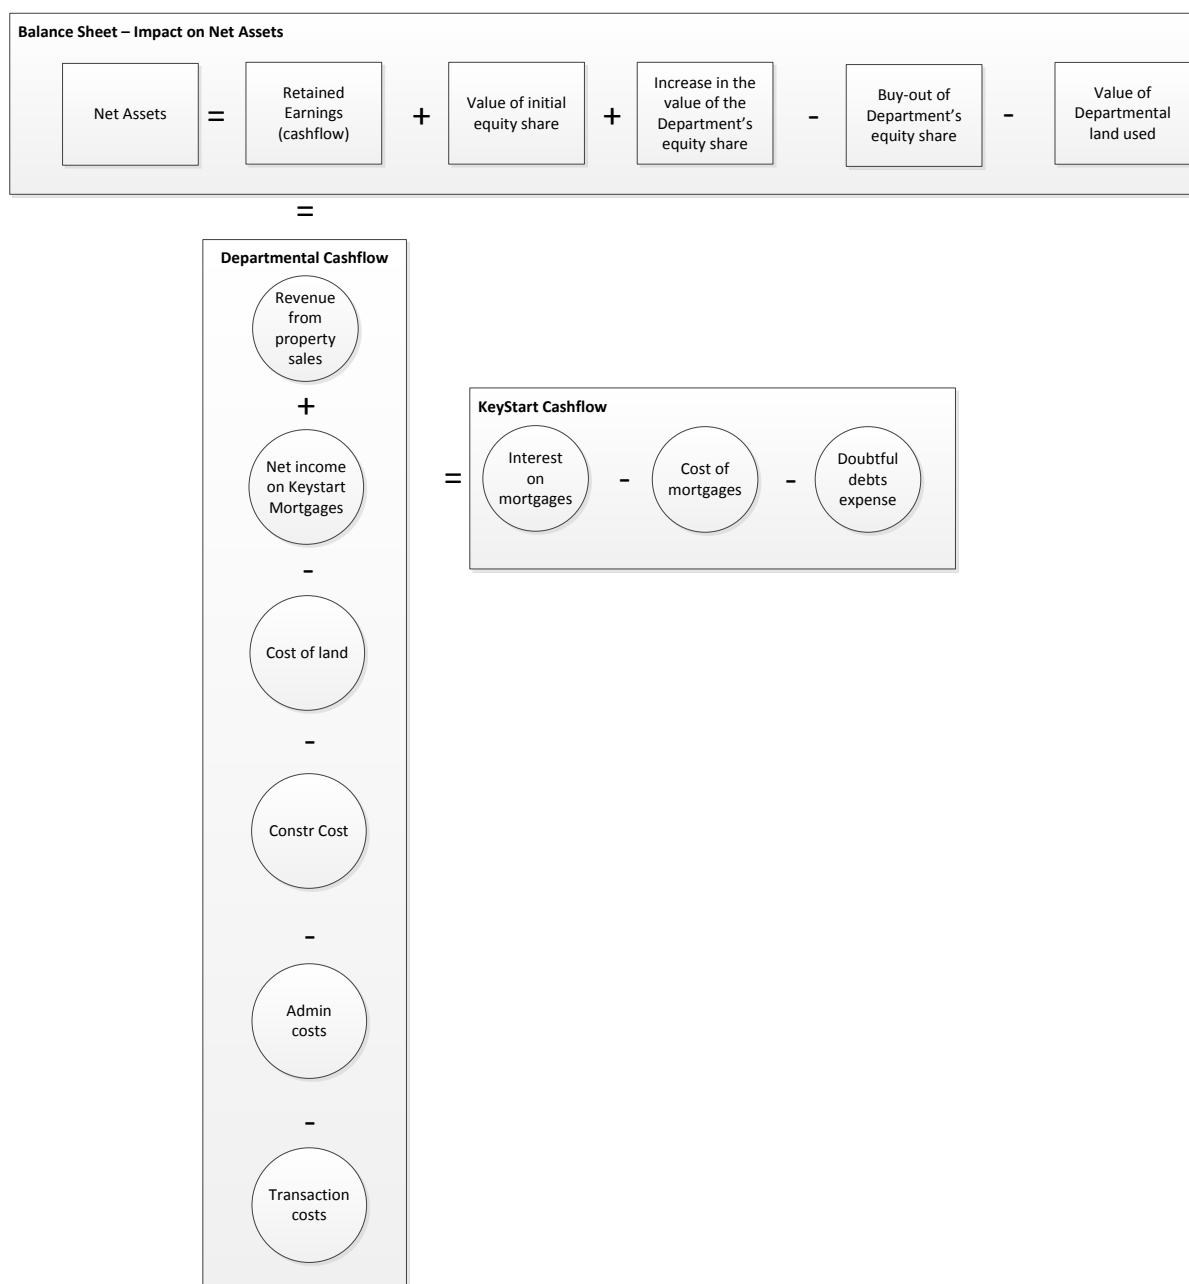 Balance Sheet – Impact on Net Assets
Net Assets
=
Retained
Earnings
(cashflow)
+
Value of initial
equity share
+
Increase in the
value of the
Department's
equity share
-
Buy-out of
Department's
equity share
-
Value of
Departmental
land used
=
Departmental Cashflow
Revenue
from
property
sales
+
Net income
on Keystart
Mortgages
=
KeyStart Cashflow
Interest
on
mortgages
-
Cost of
mortgages
-
Doubtful
debts
expense
-
Cost of land
-
Constr Cost
-
Admin
costs
-
Transaction
costs